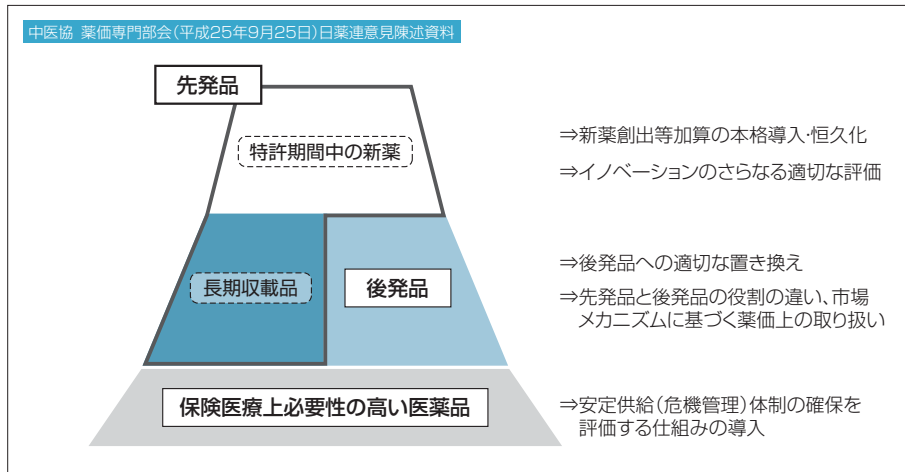 中医協 薬価専門部会(平成25年9月25日)日薬連意見陳述資料
先発品
特許期間中の新薬
⇒新薬創出等加算の本格導入・恒久化
⇒イノベーションのさらなる適切な評価
長期収載品
後発品
⇒後発品への適切な置き換え
⇒先発品と後発品の役割の違い、市場
メカニズムに基づく薬価上の取り扱い
保険医療上必要性の高い医薬品
⇒安定供給(危機管理)体制の確保を
評価する仕組みの導入